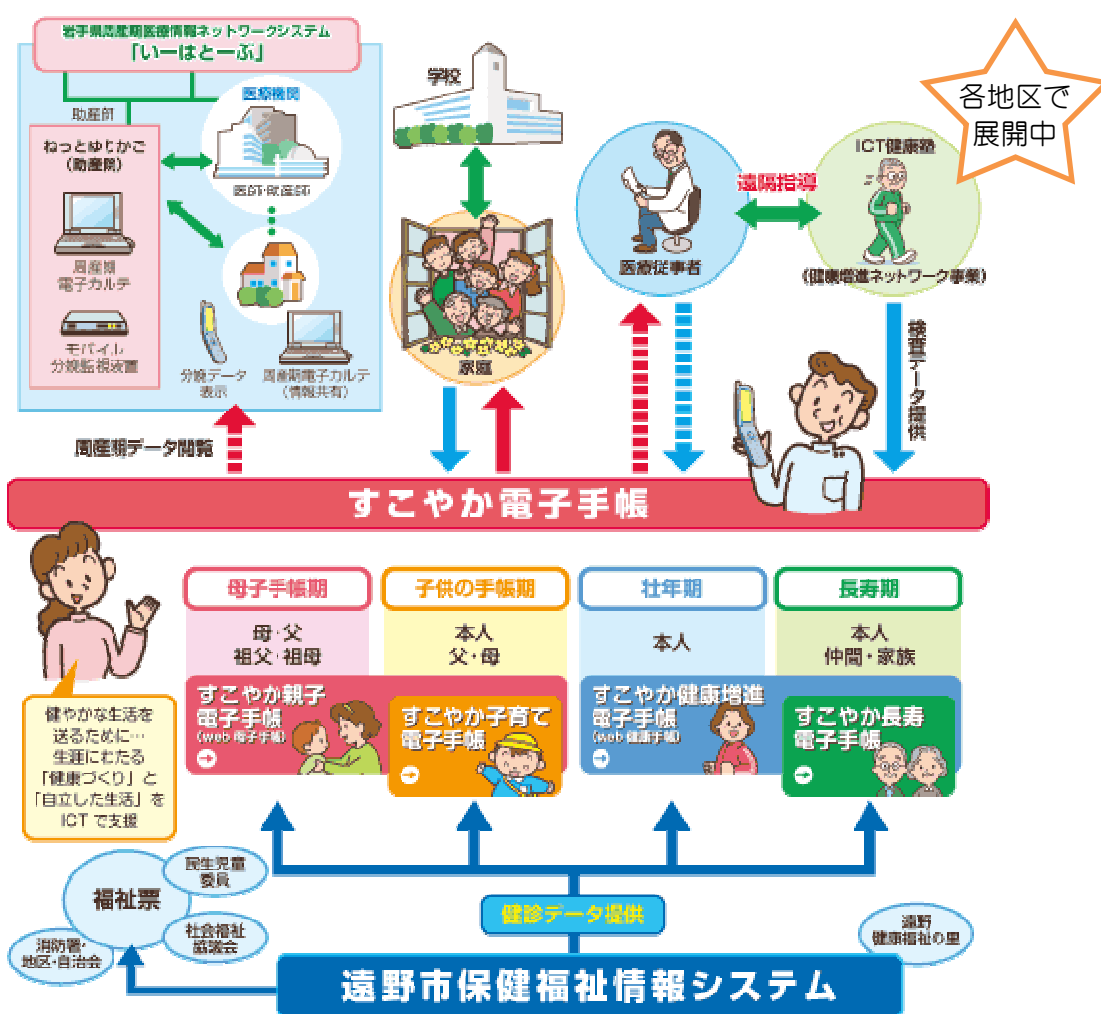 岩手県周産期医療情報ネットワークシステム
「いーはとーぶ」
助産師
ねっとゆりかご
(助産院)
周産期
電子カルテ
モバイル
分娩監視装置
医療機関
医師・助産師
分娩データ
表示
周産期電子カルテ
(情報共有)
学校
家庭
医療従事者
遠隔指導
ICT健康塾
(健康増進ネットワーク事業)
各地区で
展開中
周産期データ閲覧
検査データ提供
すこやか電子手帳
母子手帳期
母・父
祖父・祖母
子供の手帳期
本人
父・母
壮年期
本人
長寿期
本人
仲間・家族
すこやか親子
電子手帳
(web 母子手帳)
すこやか子育て
電子手帳
すこやか健康増進
電子手帳
(web 健康手帳)
すこやか長寿
電子手帳
健やかな生活を
送るために…
生涯にわたる
「健康づくり」と
「自立した生活」を
ICTで支援
福祉票
民生児童
委員
社会福祉
協議会
消防署・
地区・自治会
健診データ提供
遠野
健康福祉の里
遠野市保健福祉情報システム